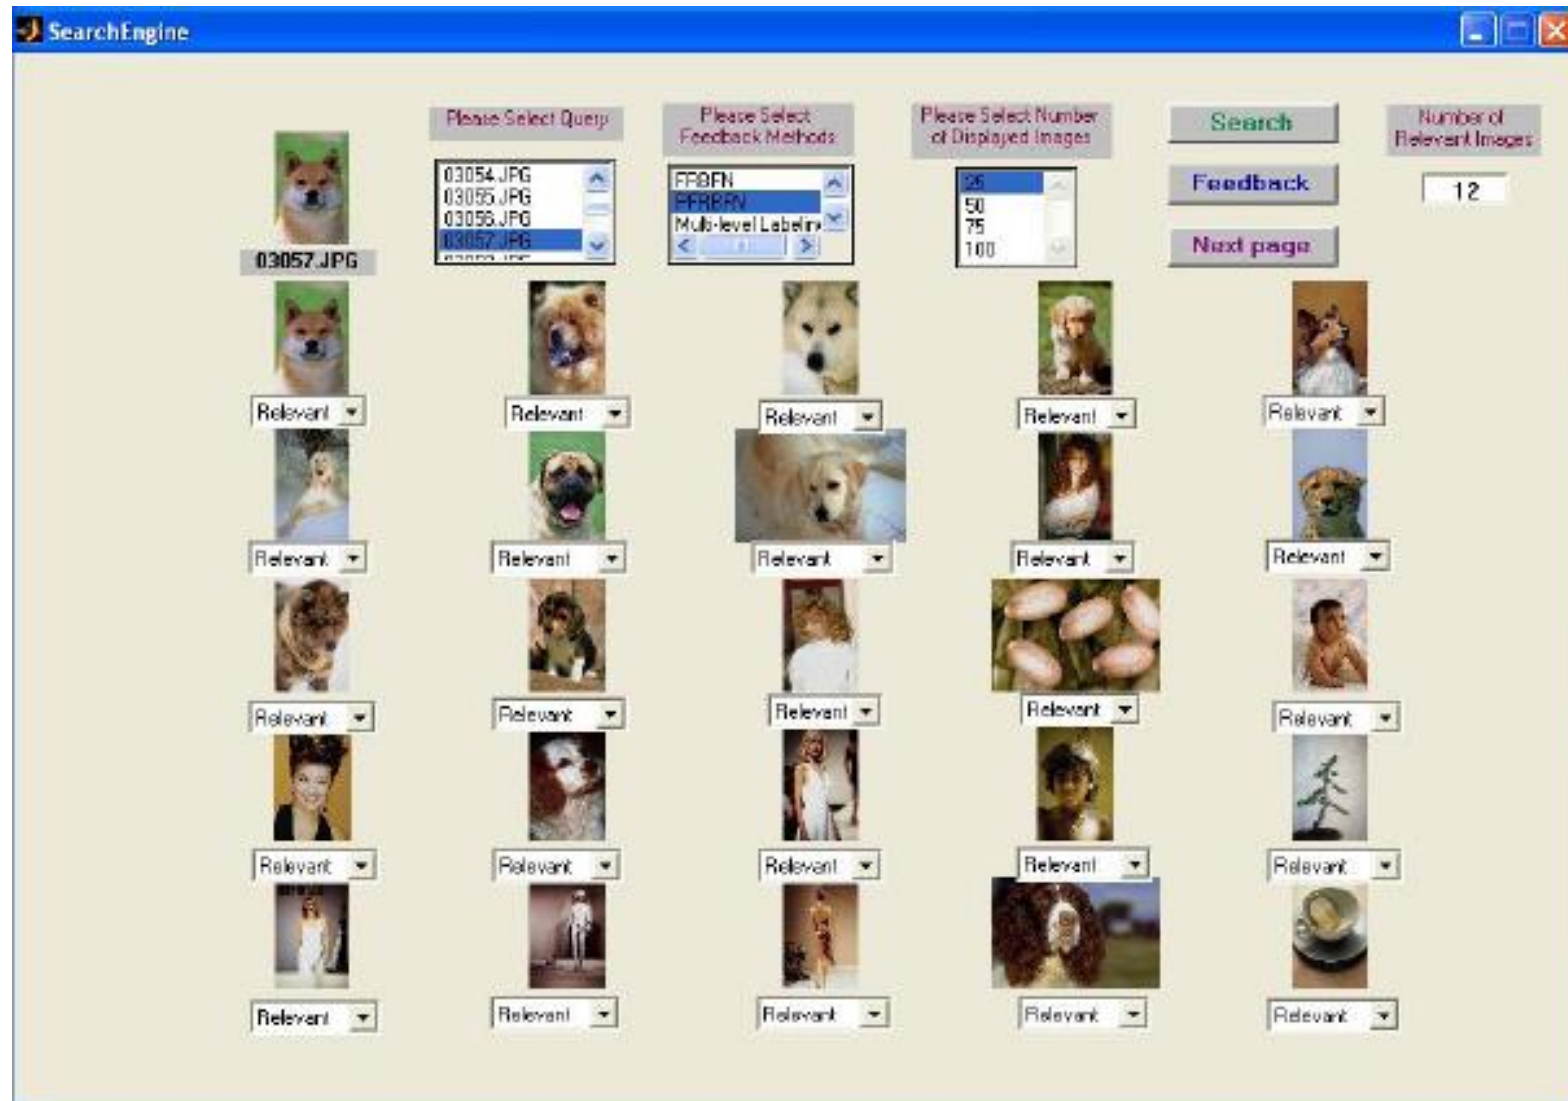 SearchEngine
Please Select Query
Please Select
Feedback Methods
Please Select Number
of Displayed Images
Search
Number of
Relevant Images
03054.JPG
03055.JPG
03056.JPG
03057.JPG
FRBFN
PFRBFN
Multi-level Labeling
25
50
75
100
Feedback
12
Next page
03057.JPG
Relevant Relevant Relevant Relevant Relevant
Relevant Relevant Relevant Relevant Relevant
Relevant Relevant Relevant Relevant Relevant
Relevant Relevant Relevant Relevant Relevant
Relevant Relevant Relevant Relevant Relevant